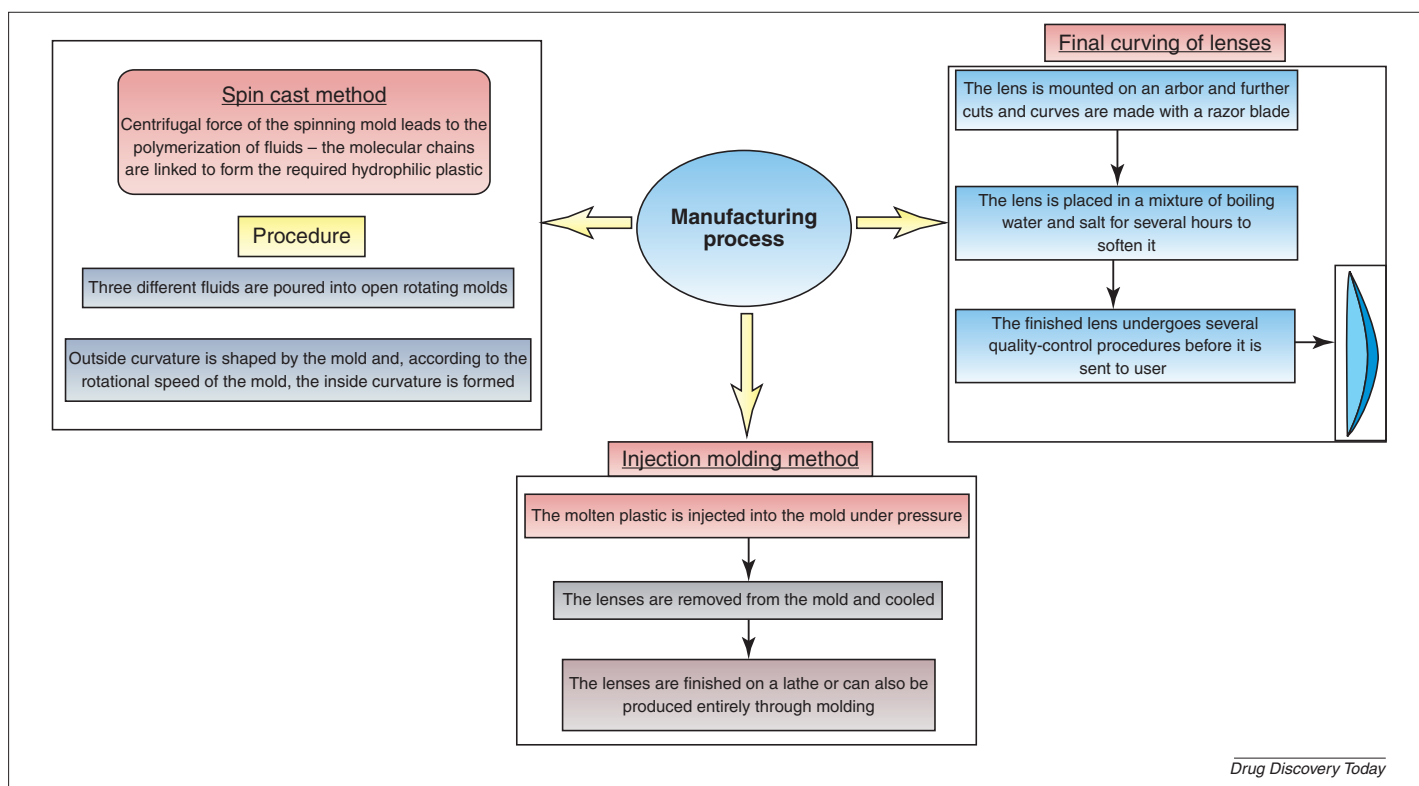 Spin cast method
Centrifugal force of the spinning mold leads to the
polymerization of fluids – the molecular chains
are linked to form the required hydrophilic plastic
Procedure
Three different fluids are poured into open rotating molds
Outside curvature is shaped by the mold and, according to the
rotational speed of the mold, the inside curvature is formed
Manufacturing
process
Final curving of lenses
The lens is mounted on an arbor and further
cuts and curves are made with a razor blade
The lens is placed in a mixture of boiling
water and salt for several hours to
soften it
The finished lens undergoes several
quality-control procedures before it is
sent to user
Injection molding method
The molten plastic is injected into the mold under pressure
The lenses are removed from the mold and cooled
The lenses are finished on a lathe or can also be
produced entirely through molding
Drug Discovery Today